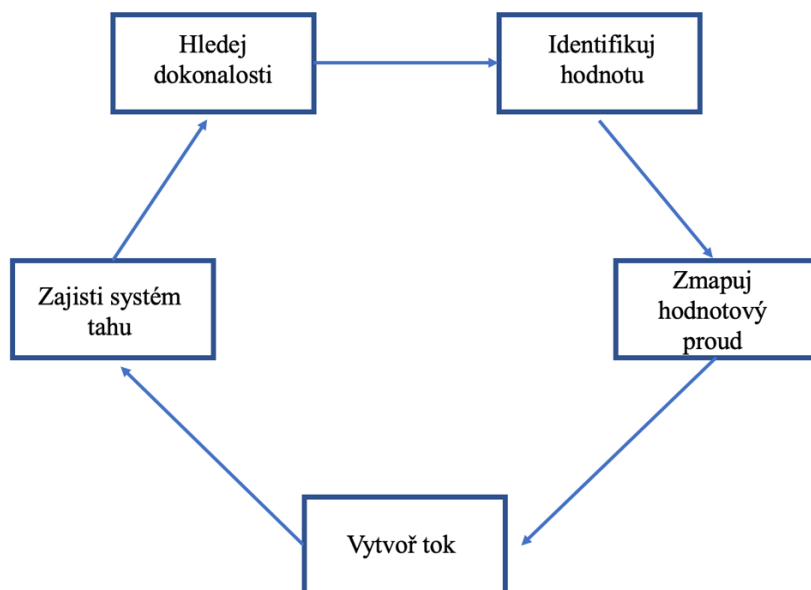 Hledej
dokonalosti
Identifikuj
hodnotu
Zmapuj
hodnotový
proud
Vytvoř tok
Zajisti systém
tahu